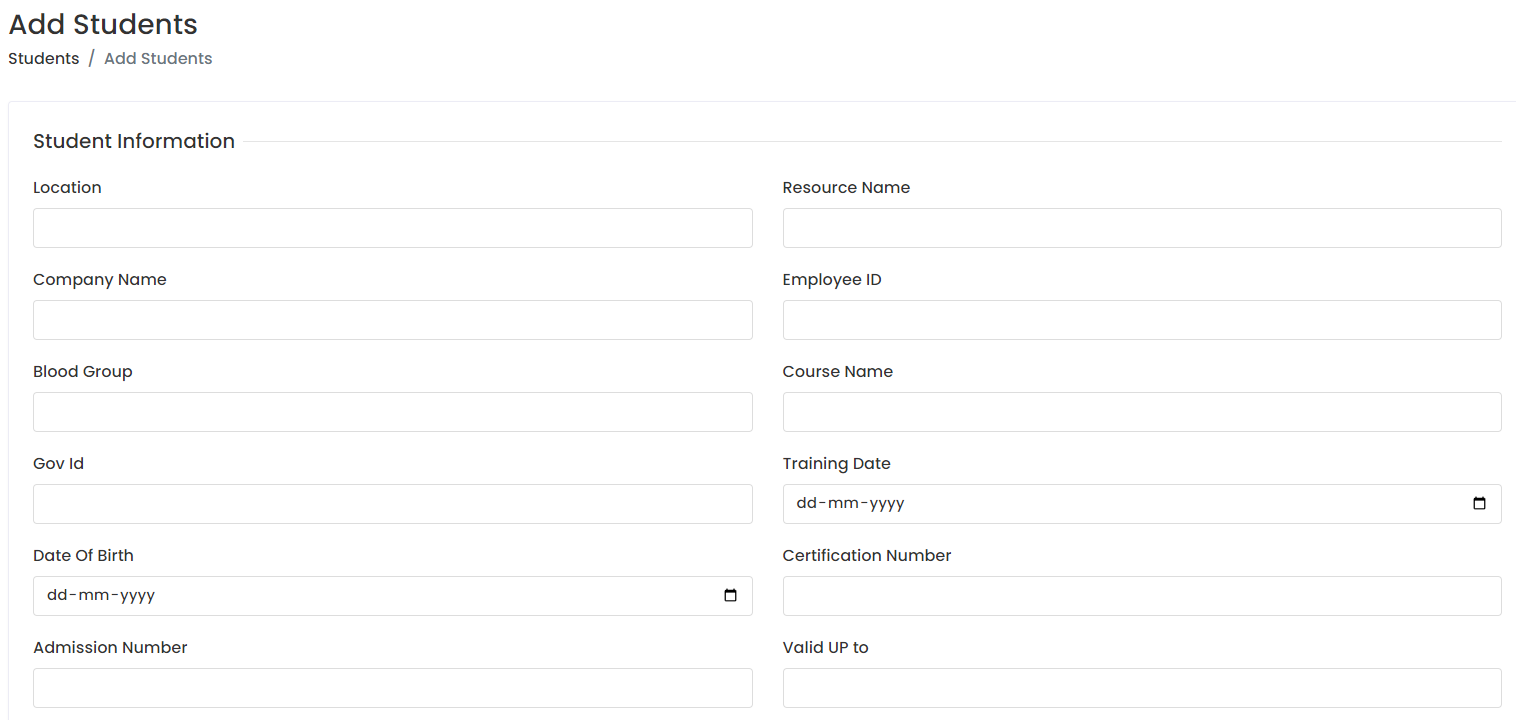 Add Students
Students / Add Students
Student Information
Location
Resource Name
Company Name
Employee ID
Blood Group
Course Name
Gov Id
Training Date
dd-mm-yyyy
Date Of Birth
dd-mm-yyyy
Certification Number
Admission Number
Valid UP to